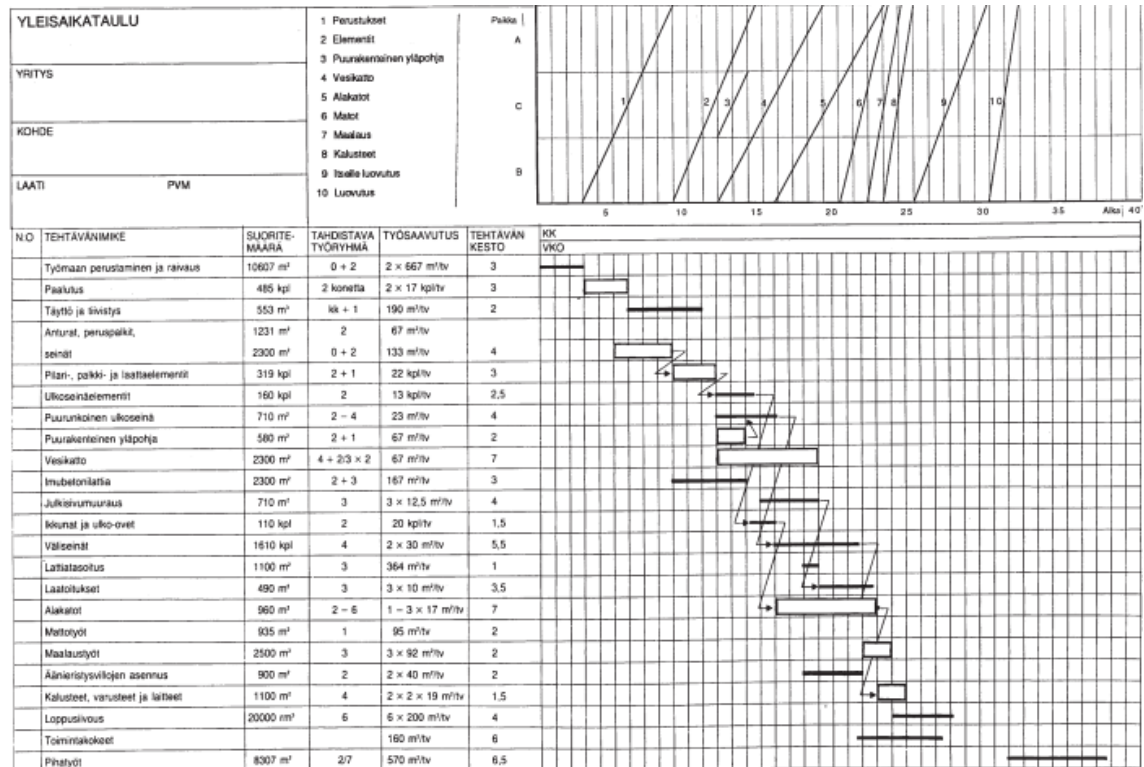 YLEISAIKATAULU
YRITYS
KOHDE
LAATI PVM
1 Perustukset
2 Elementit
3 Puurakenteinen yläpohja
4 Vesikatto
5 Alakatot
6 Matot
7 Maalaus
8 Kalusteet
9 Itselle luovutus
10 Luovutus
Paikka
A
C
B
1 2 3 4 5 6 7 8 9 10
5 10 15 20 25 30 35 Aika 40
N:O TEHTÄVÄNIMIKE SUORITE-MÄÄRÄ TAHDISTAVA TYÖRYHMÄ TYÖSAAVUTUS TEHTÄVÄN KESTO KK
VKO
Työmaan perustaminen ja raivaus 10607 m² 0 + 2 2 × 667 m²/tv 3
Paalutus 485 kpl 2 konetta 2 × 17 kpl/tv 3
Täyttö ja tiivistys 553 m³ kk + 1 190 m³/tv 2
Anturat, peruspalkit, 1231 m² 2 67 m²/tv
seinät 2300 m² 0 + 2 133 m²/tv 4
Pilari-, palkki- ja laattaelementit 319 kpl 2 + 1 22 kpl/tv 3
Ulkoseinäelementit 160 kpl 2 13 kpl/tv 2,5
Puurunkoinen ulkoseinä 710 m² 2 – 4 23 m²/tv 4
Puurakenteinen yläpohja 580 m² 2 + 1 67 m²/tv 2
Vesikatto 2300 m² 4 + 2/3 × 2 67 m²/tv 7
Imubetonilattia 2300 m² 2 + 3 167 m²/tv 3
Julkisivumuuraus 710 m² 3 3 × 12,5 m²/tv 4
Ikkunat ja ulko-ovet 110 kpl 2 20 kpl/tv 1,5
Väliseinät 1610 kpl 4 2 × 30 m²/tv 5,5
Lattiatasoitus 1100 m² 3 364 m²/tv 1
Laatoitukset 490 m² 3 3 × 10 m²/tv 3,5
Alakatot 960 m² 2 – 6 1 – 3 × 17 m²/tv 7
Mattotyöt 935 m² 1 95 m²/tv 2
Maalaustyöt 2500 m² 3 3 × 92 m²/tv 2
Äänieristysvillojen asennus 900 m² 2 2 × 40 m²/tv 2
Kalusteet, varusteet ja laitteet 1100 m² 4 2 × 2 × 19 m²/tv 1,5
Loppusiivous 20000 rm³ 6 6 × 200 m²/tv 4
Toimintakokeet 160 m²/tv 6
Pihatyöt 8307 m² 2/7 570 m²/tv 6,5